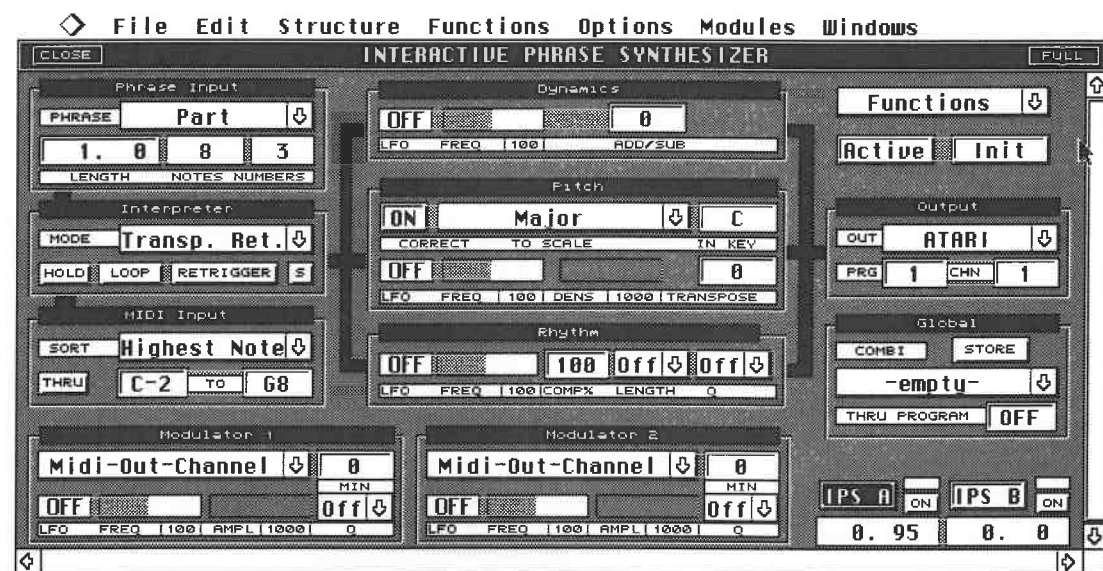 File Edit Structure Functions Options Modules Windows
CLOSE INTERACTIVE PHRASE SYNTHESIZER FULL
Phrase Input
PHRASE Part
1. 0 8 3
LENGTH NOTES NUMBERS
Interpreter
MODE Transp. Ret.
HOLD LOOP RETRIGGER S
MIDI Input
SORT Highest Note
THRU C-2 TO G8
Dynamics
OFF 0
LFO FREQ |100| ADD/SUB
Pitch
ON Major C
CORRECT TO SCALE IN KEY
OFF 0
LFO FREQ |100| DENS |1000|TRANSPOSE
Rhythm
OFF 100 Off Off
LFO FREQ |100|COMP% LENGTH Q
Functions
Active Init
Output
OUT ATARI
PRG 1 CHN 1
Global
COMBI STORE
-empty-
THRU PROGRAM OFF
Modulator 1
Midi-Out-Channel 0
MIN
OFF Off
LFO FREQ |100| AMPL |1000| Q
Modulator 2
Midi-Out-Channel 0
MIN
OFF Off
LFO FREQ |100| AMPL |1000| Q
IPS A ON IPS B ON
0. 95 0. 0